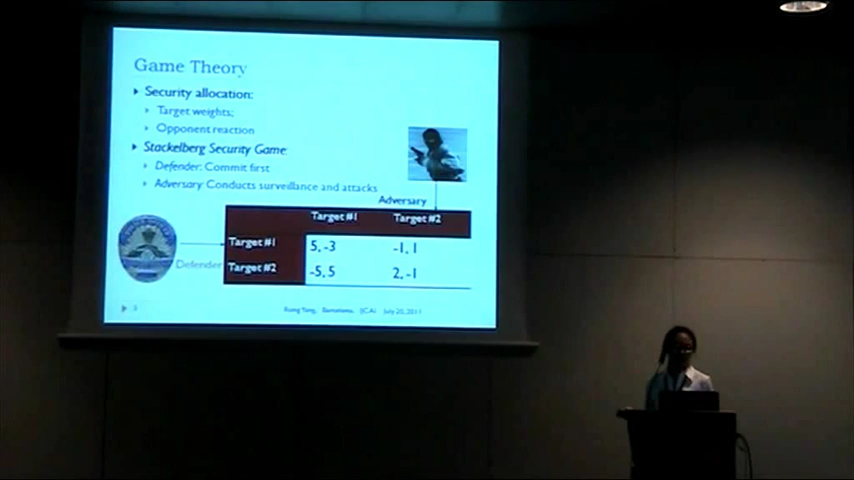 Game Theory
Security allocation:
Target weights;
Opponent reaction
Stackelberg Security Game:
Defender: Commit first
Adversary: Conducts surveillance and attacks
Adversary
Target #1 Target #2
Target #1 5, -3 -1, 1
Defender
Target #2 -5, 5 2, -1
Barcelona, IJCAI July 20, 2011